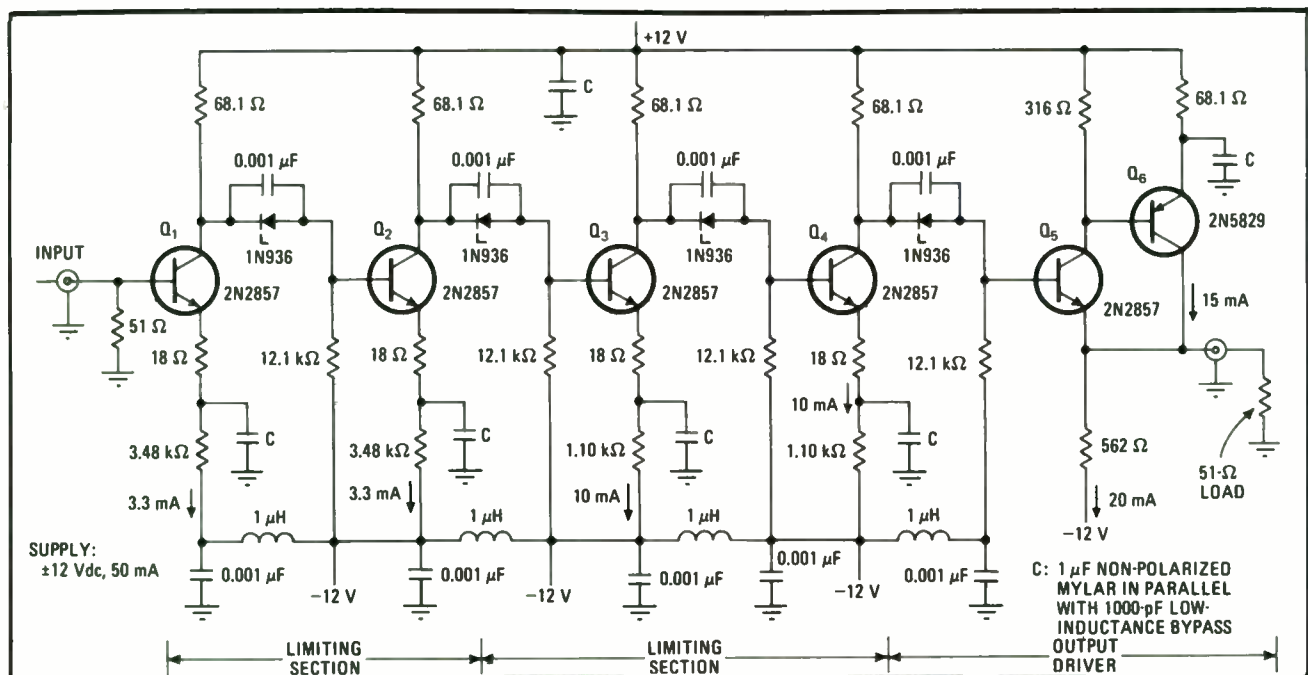 +12 V
C
68.1 Ω
68.1 Ω
68.1 Ω
68.1 Ω
316 Ω
68.1 Ω
0.001 µF
0.001 µF
0.001 µF
0.001 µF
C
Q1
Q2
Q3
Q4
Q5
Q6
1N936
1N936
1N936
1N936
2N5829
INPUT
2N2857
2N2857
2N2857
2N2857
2N2857
15 mA
51 Ω
18 Ω
12.1 kΩ
18 Ω
12.1 kΩ
18 Ω
12.1 kΩ
18 Ω
12.1 kΩ
10 mA
C
C
C
C
3.48 kΩ
3.48 kΩ
1.10 kΩ
1.10 kΩ
562 Ω
51-Ω
LOAD
3.3 mA
3.3 mA
10 mA
20 mA
1 µH
1 µH
1 µH
1 µH
-12 V
SUPPLY:
±12 Vdc, 50 mA
0.001 µF
-12 V
0.001 µF
0.001 µF
0.001 µF
-12 V
0.001 µF
C: 1 µF NON-POLARIZED
MYLAR IN PARALLEL
WITH 1000-pF LOW-
INDUCTANCE BYPASS
LIMITING
SECTION
LIMITING
SECTION
OUTPUT
DRIVER